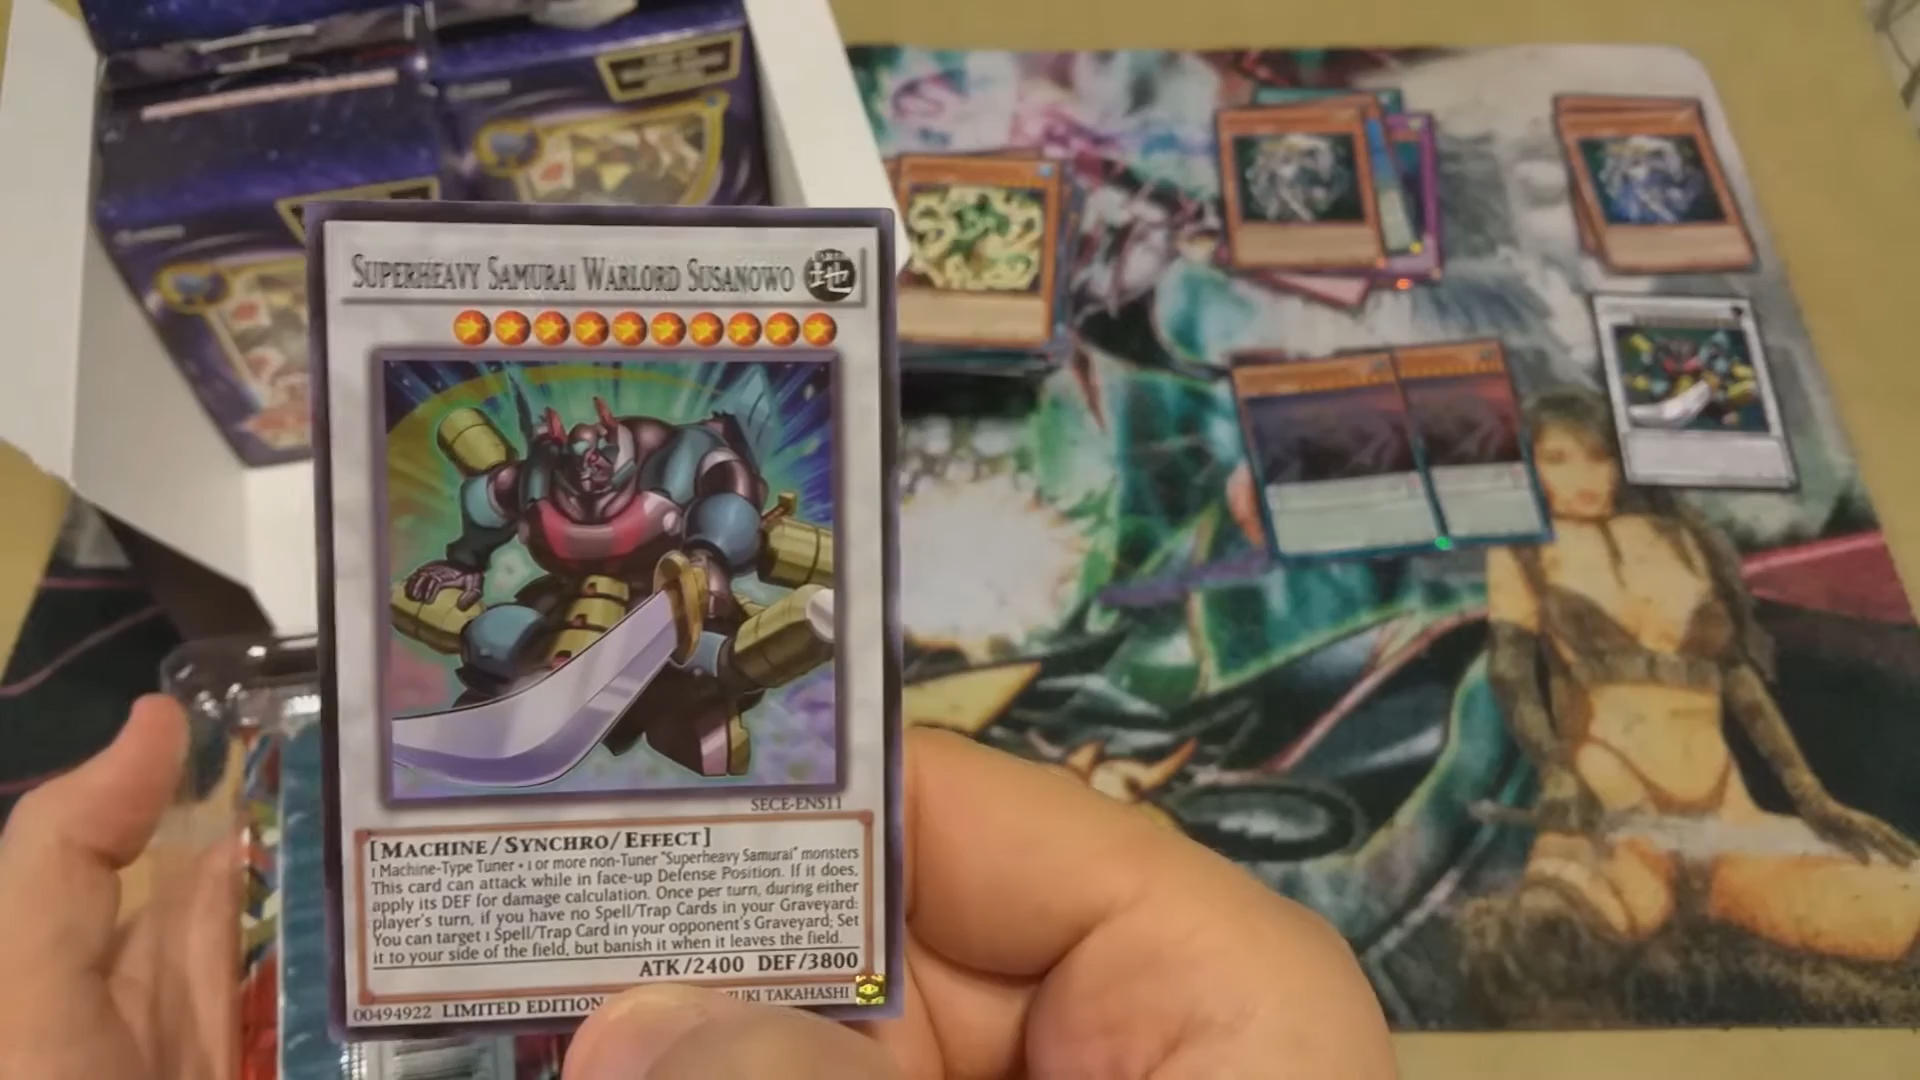 SUPERHEAVY SAMURAI WARLORD SUSANOWO
地
SECE-ENS11
[MACHINE/SYNCHRO/EFFECT]
1 Machine-Type Tuner + 1 or more non-Tuner "Superheavy Samurai" monsters
This card can attack while in face-up Defense Position. If it does,
apply its DEF for damage calculation. Once per turn, during either
player's turn, if you have no Spell/Trap Cards in your Graveyard:
You can target 1 Spell/Trap Card in your opponent's Graveyard; Set
it to your side of the field, but banish it when it leaves the field.
ATK/2400 DEF/3800
00494922 LIMITED EDITION
ZUKI TAKAHASHI